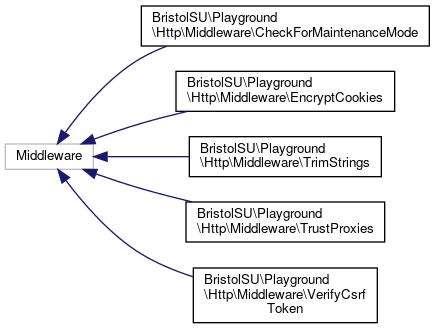 BristolSU\Playground
\Http\Middleware\CheckForMaintenanceMode
BristolSU\Playground
\Http\Middleware\EncryptCookies
Middleware
BristolSU\Playground
\Http\Middleware\TrimStrings
BristolSU\Playground
\Http\Middleware\TrustProxies
BristolSU\Playground
\Http\Middleware\VerifyCsrf
Token